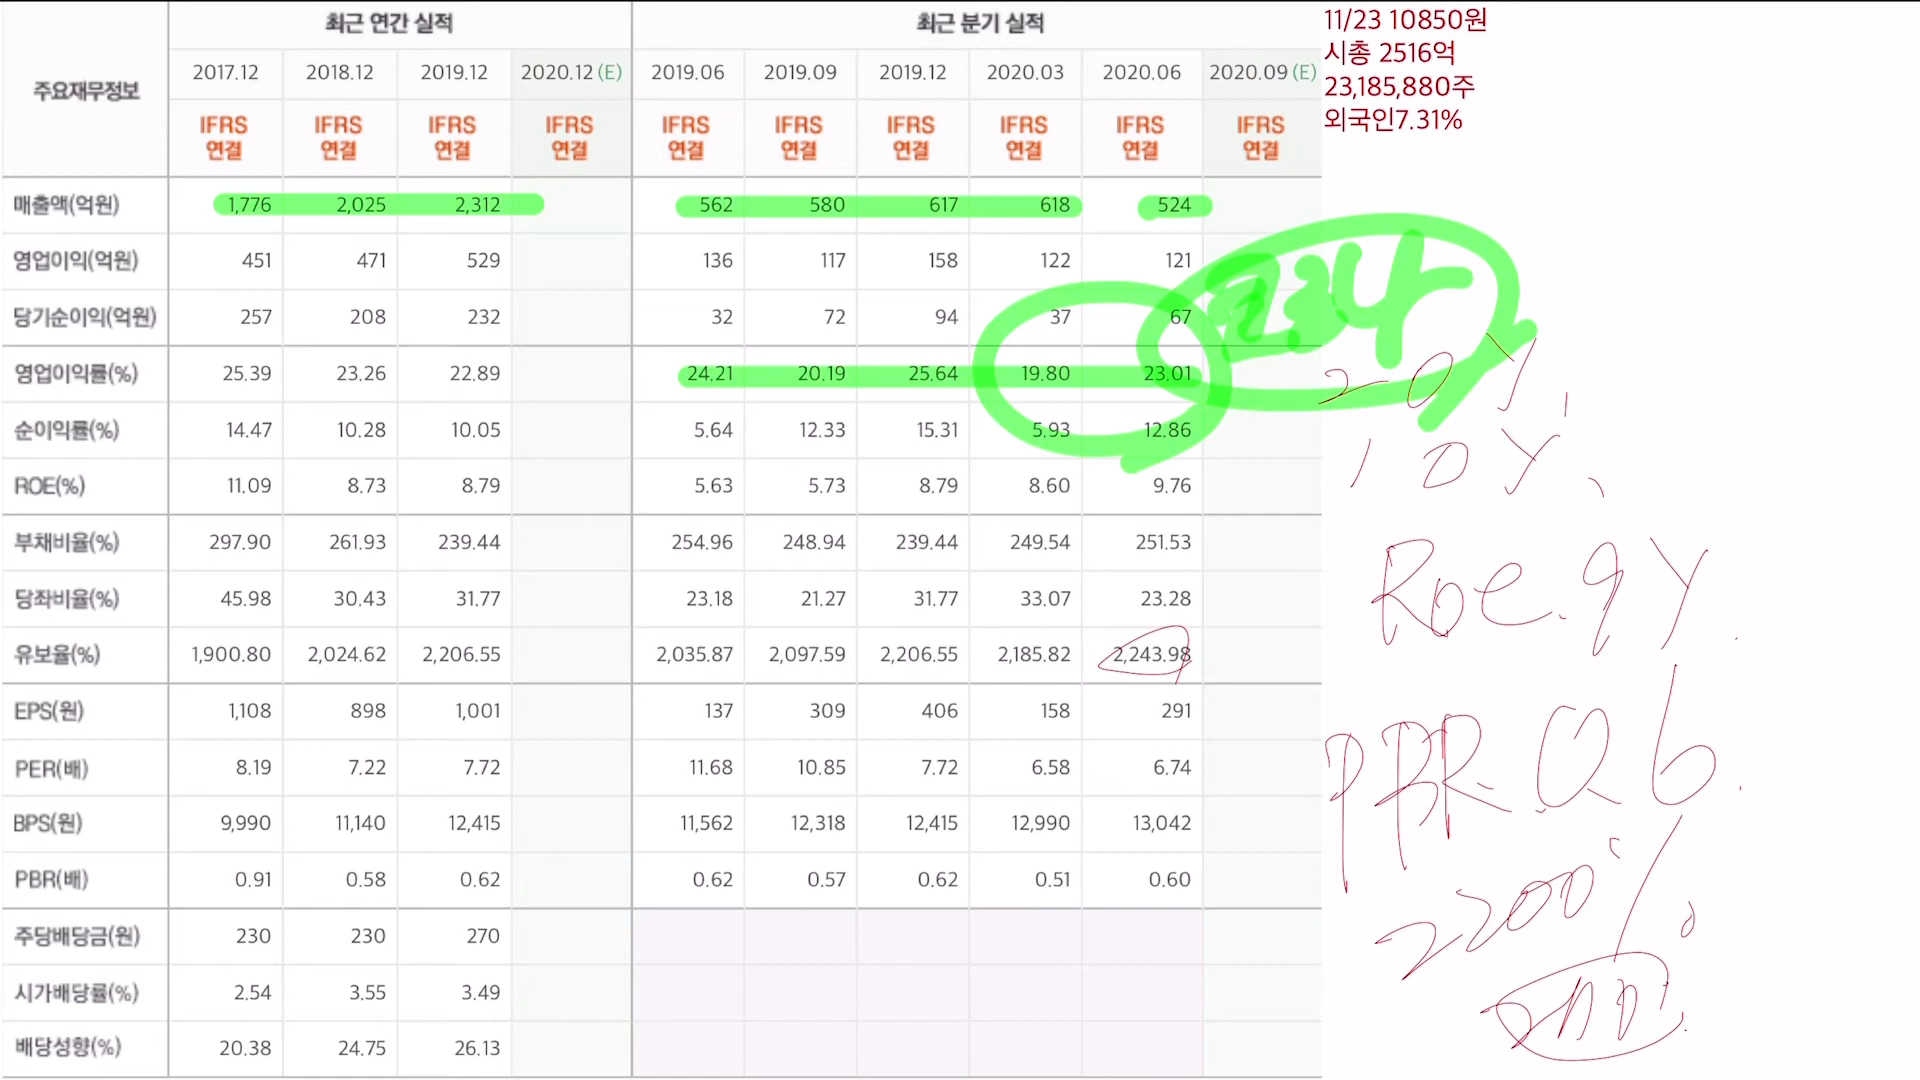 최근 연간 실적 최근 분기 실적
주요재무정보 2017.12 2018.12 2019.12 2020.12 (E) 2019.06 2019.09 2019.12 2020.03 2020.06 2020.09 (E)
IFRS 연결 IFRS 연결 IFRS 연결 IFRS 연결 IFRS 연결 IFRS 연결 IFRS 연결 IFRS 연결 IFRS 연결 IFRS 연결
매출액(억원) 1,776 2,025 2,312 562 580 617 618 524
영업이익(억원) 451 471 529 136 117 158 122 121
당기순이익(억원) 257 208 232 32 72 94 37 67
영업이익률(%) 25.39 23.26 22.89 24.21 20.19 25.64 19.80 23.01
순이익률(%) 14.47 10.28 10.05 5.64 12.33 15.31 5.93 12.86
ROE(%) 11.09 8.73 8.79 5.63 5.73 8.79 8.60 9.76
부채비율(%) 297.90 261.93 239.44 254.96 248.94 239.44 249.54 251.53
당좌비율(%) 45.98 30.43 31.77 23.18 21.27 31.77 33.07 23.28
유보율(%) 1,900.80 2,024.62 2,206.55 2,035.87 2,097.59 2,206.55 2,185.82 2,243.98
EPS(원) 1,108 898 1,001 137 309 406 158 291
PER(배) 8.19 7.22 7.72 11.68 10.85 7.72 6.58 6.74
BPS(원) 9,990 11,140 12,415 11,562 12,318 12,415 12,990 13,042
PBR(배) 0.91 0.58 0.62 0.62 0.57 0.62 0.51 0.60
주당배당금(원) 230 230 270
시가배당률(%) 2.54 3.55 3.49
배당성향(%) 20.38 24.75 26.13
11/23 10850원
시총 2516억
23,185,880주
외국인7.31%
코로나
20%
10%
Roe. 9%
PBR. 0.6
2200%